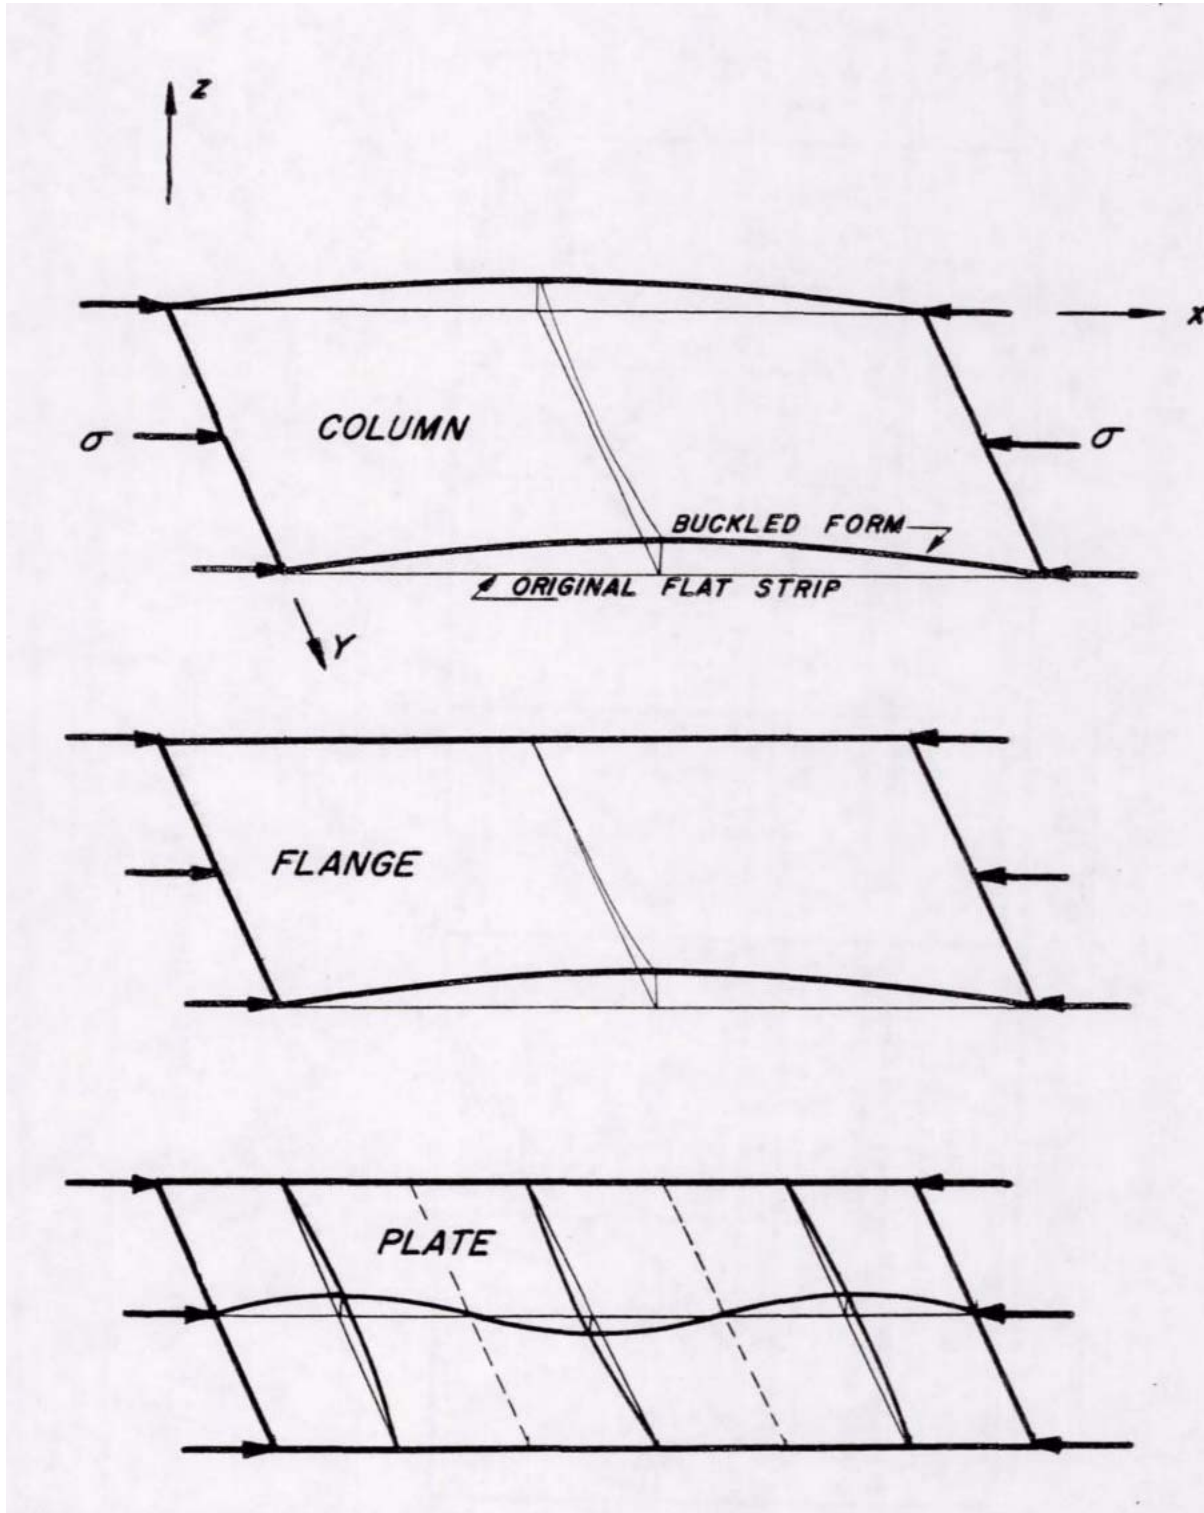 Z
X
σ COLUMN σ
BUCKLED FORM
ORIGINAL FLAT STRIP
Y
FLANGE
PLATE